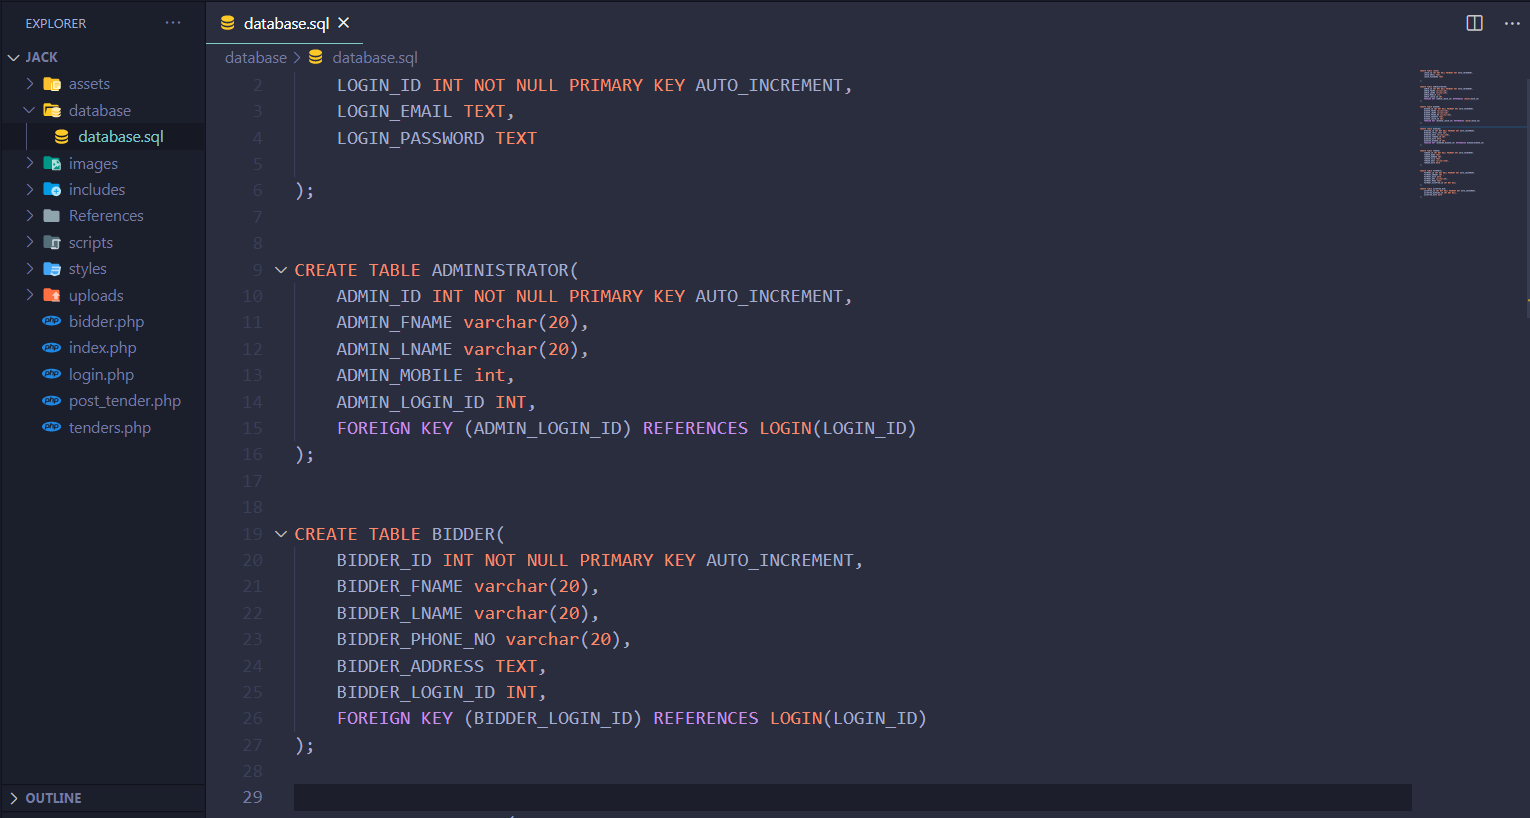 EXPLORER
JACK
assets
database
database.sql
images
includes
References
scripts
styles
uploads
php bidder.php
php index.php
php login.php
php post_tender.php
php tenders.php
OUTLINE
database.sql
database > database.sql
2 LOGIN_ID INT NOT NULL PRIMARY KEY AUTO_INCREMENT,
3 LOGIN_EMAIL TEXT,
4 LOGIN_PASSWORD TEXT
5
6 );
7
8
9 CREATE TABLE ADMINISTRATOR(
10 ADMIN_ID INT NOT NULL PRIMARY KEY AUTO_INCREMENT,
11 ADMIN_FNAME varchar(20),
12 ADMIN_LNAME varchar(20),
13 ADMIN_MOBILE int,
14 ADMIN_LOGIN_ID INT,
15 FOREIGN KEY (ADMIN_LOGIN_ID) REFERENCES LOGIN(LOGIN_ID)
16 );
17
18
19 CREATE TABLE BIDDER(
20 BIDDER_ID INT NOT NULL PRIMARY KEY AUTO_INCREMENT,
21 BIDDER_FNAME varchar(20),
22 BIDDER_LNAME varchar(20),
23 BIDDER_PHONE_NO varchar(20),
24 BIDDER_ADDRESS TEXT,
25 BIDDER_LOGIN_ID INT,
26 FOREIGN KEY (BIDDER_LOGIN_ID) REFERENCES LOGIN(LOGIN_ID)
27 );
28
29